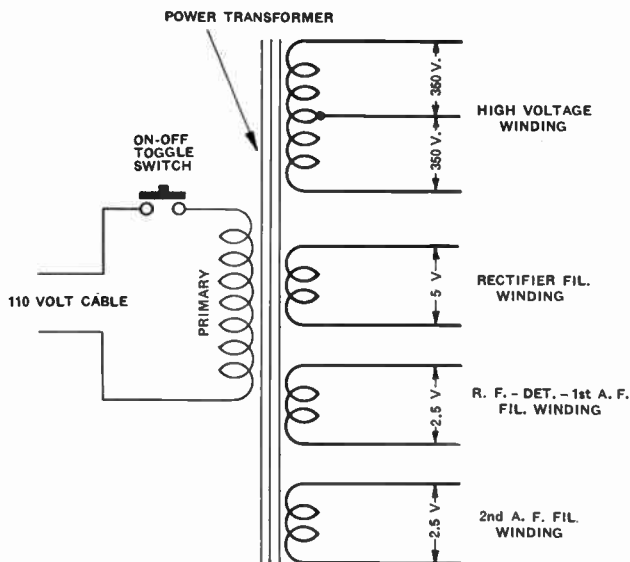 POWER TRANSFORMER
350 V.
HIGH VOLTAGE
WINDING
350 V.
ON-OFF
TOGGLE
SWITCH
PRIMARY
110 VOLT CABLE
5 V
RECTIFIER FIL.
WINDING
2.5 V.
R. F. - DET. - 1st A. F.
FIL. WINDING
2.5 V.
2nd A. F. FIL.
WINDING